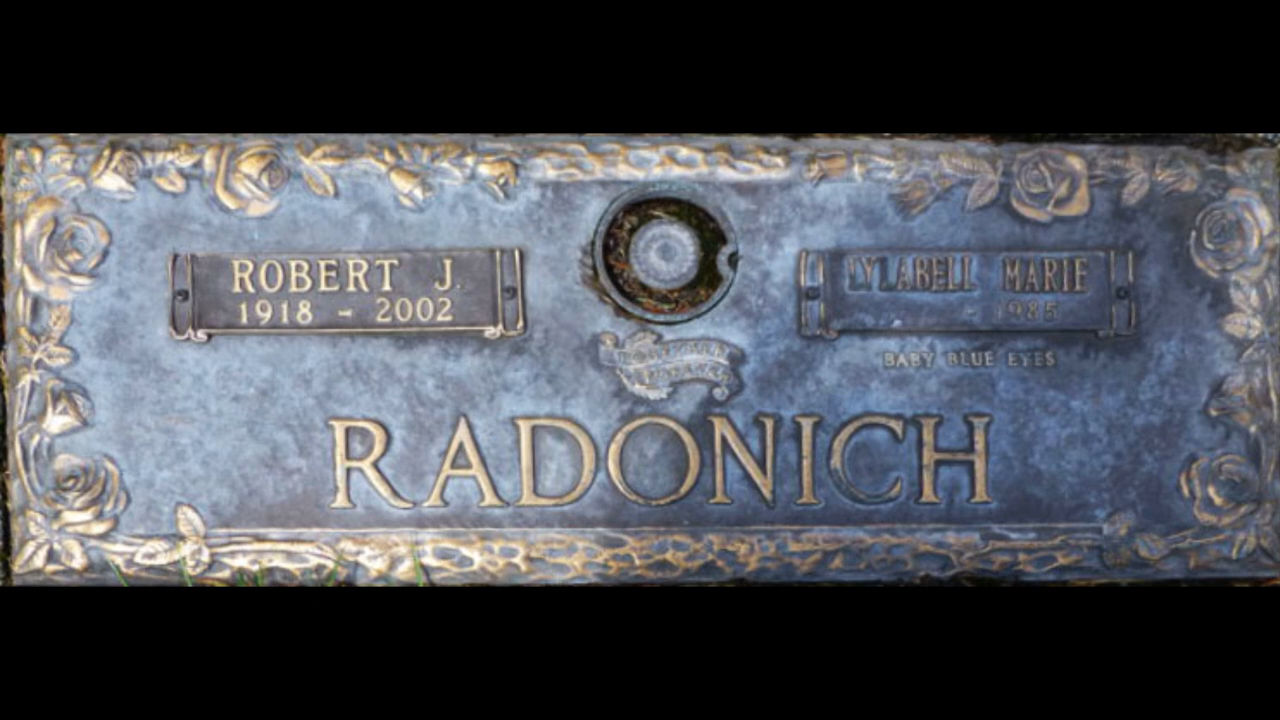 ROBERT J.
1918 - 2002
LYLABELL MARIE
- 1985
BABY BLUE EYES
RADONICH